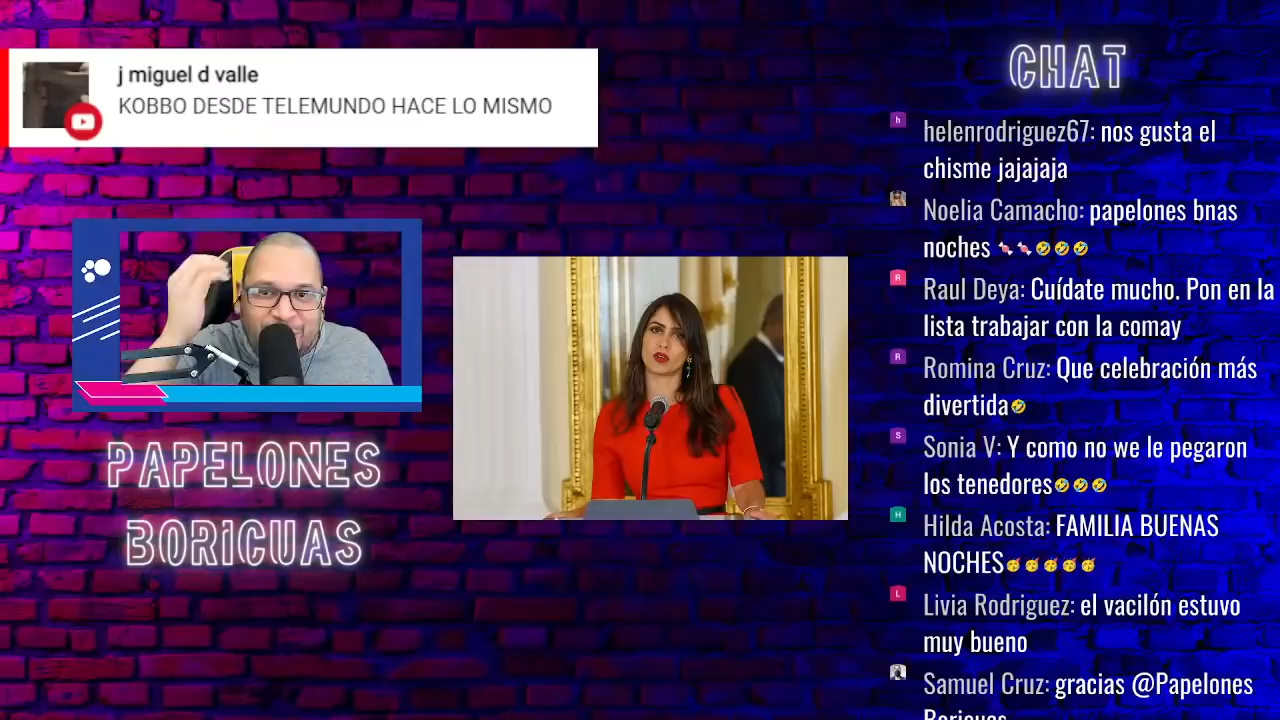 j miguel d valle
KOBBO DESDE TELEMUNDO HACE LO MISMO
PAPELONES
BORICUAS
CHAT
helenrodriguez67: nos gusta el
chisme jajajaja
Noelia Camacho: papelones bnas
noches 🍬🍬🤣🤣🤣
Raul Deya: Cuídate mucho. Pon en la
lista trabajar con la comay
Romina Cruz: Que celebración más
divertida🤣
Sonia V: Y como no we le pegaron
los tenedores🤣🤣🤣
Hilda Acosta: FAMILIA BUENAS
NOCHES🥳🥳🥳🥳🥳
Livia Rodriguez: el vacilón estuvo
muy bueno
Samuel Cruz: gracias @Papelones
Boricuas